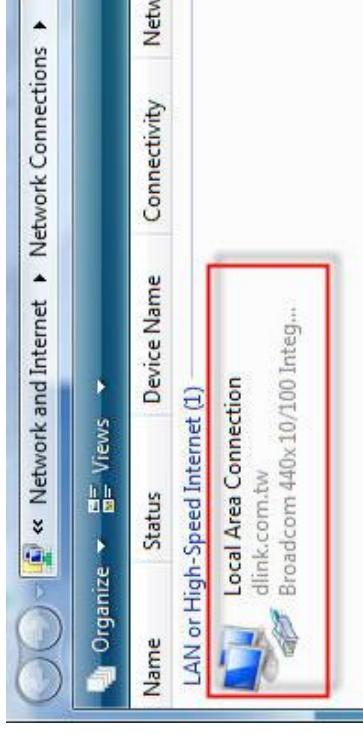 « Network and Internet ▸ Network Connections ▸
Organize ▾ Views ▾
Name Status Device Name Connectivity Netw
LAN or High-Speed Internet (1)
Local Area Connection
dlink.com.tw
Broadcom 440x 10/100 Integ...